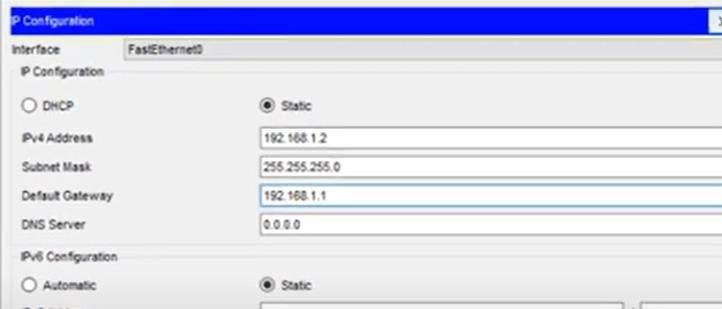 IP Configuration
Interface FastEthernet0
IP Configuration
DHCP Static
IPv4 Address 192.168.1.2
Subnet Mask 255.255.255.0
Default Gateway 192.168.1.1
DNS Server 0.0.0.0
IPv6 Configuration
Automatic Static